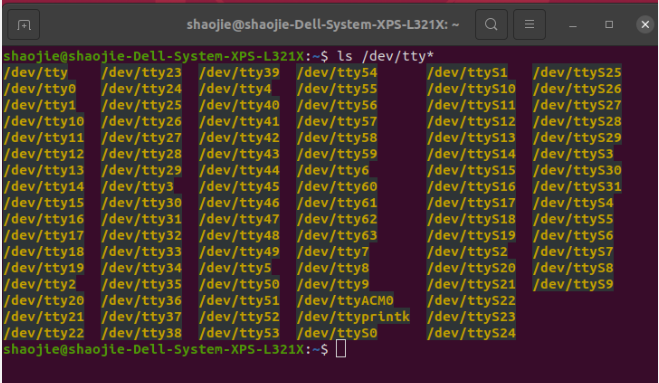 shaojie@shaojie-Dell-System-XPS-L321X: ~
shaojie@shaojie-Dell-System-XPS-L321X:~$ ls /dev/tty*
/dev/tty /dev/tty23 /dev/tty39 /dev/tty54 /dev/ttyS1 /dev/ttyS25
/dev/tty0 /dev/tty24 /dev/tty4 /dev/tty55 /dev/ttyS10 /dev/ttyS26
/dev/tty1 /dev/tty25 /dev/tty40 /dev/tty56 /dev/ttyS11 /dev/ttyS27
/dev/tty10 /dev/tty26 /dev/tty41 /dev/tty57 /dev/ttyS12 /dev/ttyS28
/dev/tty11 /dev/tty27 /dev/tty42 /dev/tty58 /dev/ttyS13 /dev/ttyS29
/dev/tty12 /dev/tty28 /dev/tty43 /dev/tty59 /dev/ttyS14 /dev/ttyS3
/dev/tty13 /dev/tty29 /dev/tty44 /dev/tty6 /dev/ttyS15 /dev/ttyS30
/dev/tty14 /dev/tty3 /dev/tty45 /dev/tty60 /dev/ttyS16 /dev/ttyS31
/dev/tty15 /dev/tty30 /dev/tty46 /dev/tty61 /dev/ttyS17 /dev/ttyS4
/dev/tty16 /dev/tty31 /dev/tty47 /dev/tty62 /dev/ttyS18 /dev/ttyS5
/dev/tty17 /dev/tty32 /dev/tty48 /dev/tty63 /dev/ttyS19 /dev/ttyS6
/dev/tty18 /dev/tty33 /dev/tty49 /dev/tty7 /dev/ttyS2 /dev/ttyS7
/dev/tty19 /dev/tty34 /dev/tty5 /dev/tty8 /dev/ttyS20 /dev/ttyS8
/dev/tty2 /dev/tty35 /dev/tty50 /dev/tty9 /dev/ttyS21 /dev/ttyS9
/dev/tty20 /dev/tty36 /dev/tty51 /dev/ttyACM0 /dev/ttyS22
/dev/tty21 /dev/tty37 /dev/tty52 /dev/ttyprintk /dev/ttyS23
/dev/tty22 /dev/tty38 /dev/tty53 /dev/ttyS0 /dev/ttyS24
shaojie@shaojie-Dell-System-XPS-L321X:~$